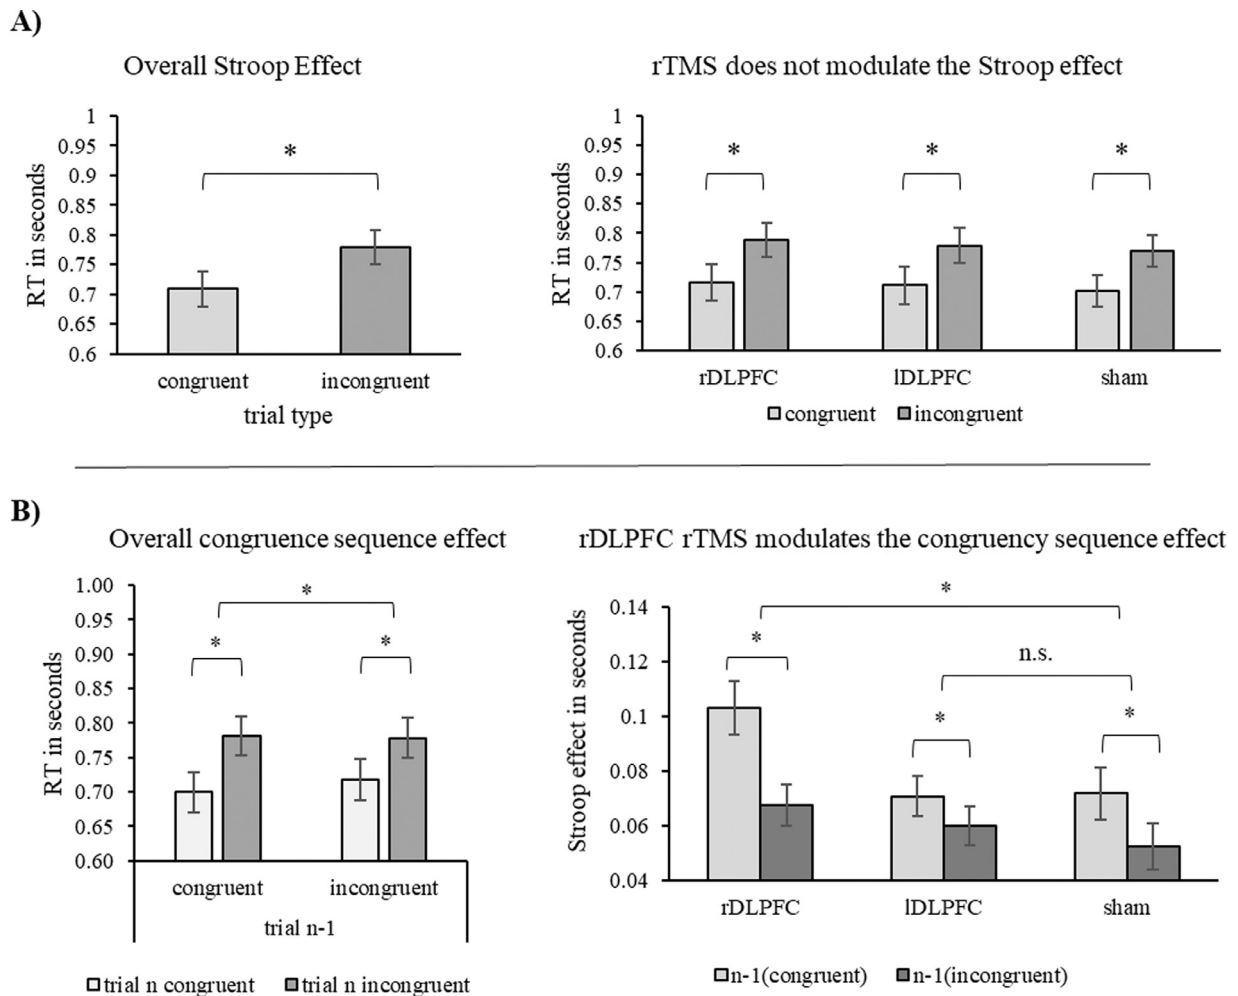 A)
Overall Stroop Effect
1
0.95
0.9
0.85
0.8
0.75
0.7
0.65
0.6
RT in seconds
*
congruent incongruent
trial type
rTMS does not modulate the Stroop effect
1
0.95
0.9
0.85
0.8
0.75
0.7
0.65
0.6
RT in seconds
* * *
rDLPFC lDLPFC sham
congruent incongruent
B)
Overall congruence sequence effect
1.00
0.95
0.90
0.85
0.80
0.75
0.70
0.65
0.60
RT in seconds
*
* *
congruent incongruent
trial n-1
trial n congruent trial n incongruent
rDLPFC rTMS modulates the congruency sequence effect
0.14
0.12
0.1
0.08
0.06
0.04
Stroop effect in seconds
*
n.s.
* * *
rDLPFC lDLPFC sham
n-1(congruent) n-1(incongruent)